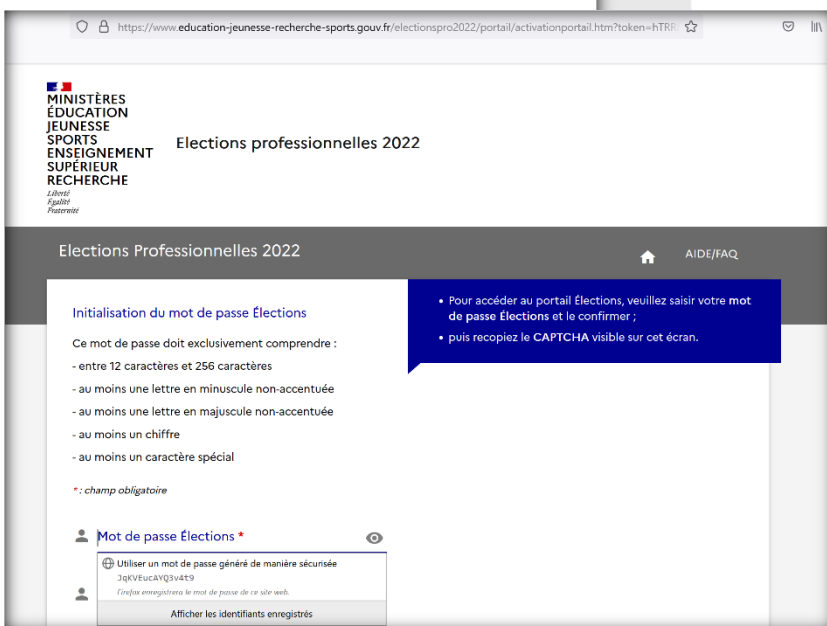 https://www.education-jeunesse-recherche-sports.gouv.fr/electionspro2022/portail/activationportail.htm?token=hTRR
MINISTÈRES
ÉDUCATION
JEUNESSE
SPORTS
ENSEIGNEMENT
SUPÉRIEUR
RECHERCHE
Liberté
Égalité
Fraternité
Elections professionnelles 2022
Elections Professionnelles 2022
AIDE/FAQ
Initialisation du mot de passe Élections
Ce mot de passe doit exclusivement comprendre :
- entre 12 caractères et 256 caractères
- au moins une lettre en minuscule non-accentuée
- au moins une lettre en majuscule non-accentuée
- au moins un chiffre
- au moins un caractère spécial
* : champ obligatoire
• Pour accéder au portail Élections, veuillez saisir votre mot
de passe Élections et le confirmer ;
• puis recopiez le CAPTCHA visible sur cet écran.
Mot de passe Élections *
Utiliser un mot de passe généré de manière sécurisée
JqKVEucAYQ3v4t9
Firefox enregistrera le mot de passe de ce site web.
Afficher les identifiants enregistrés